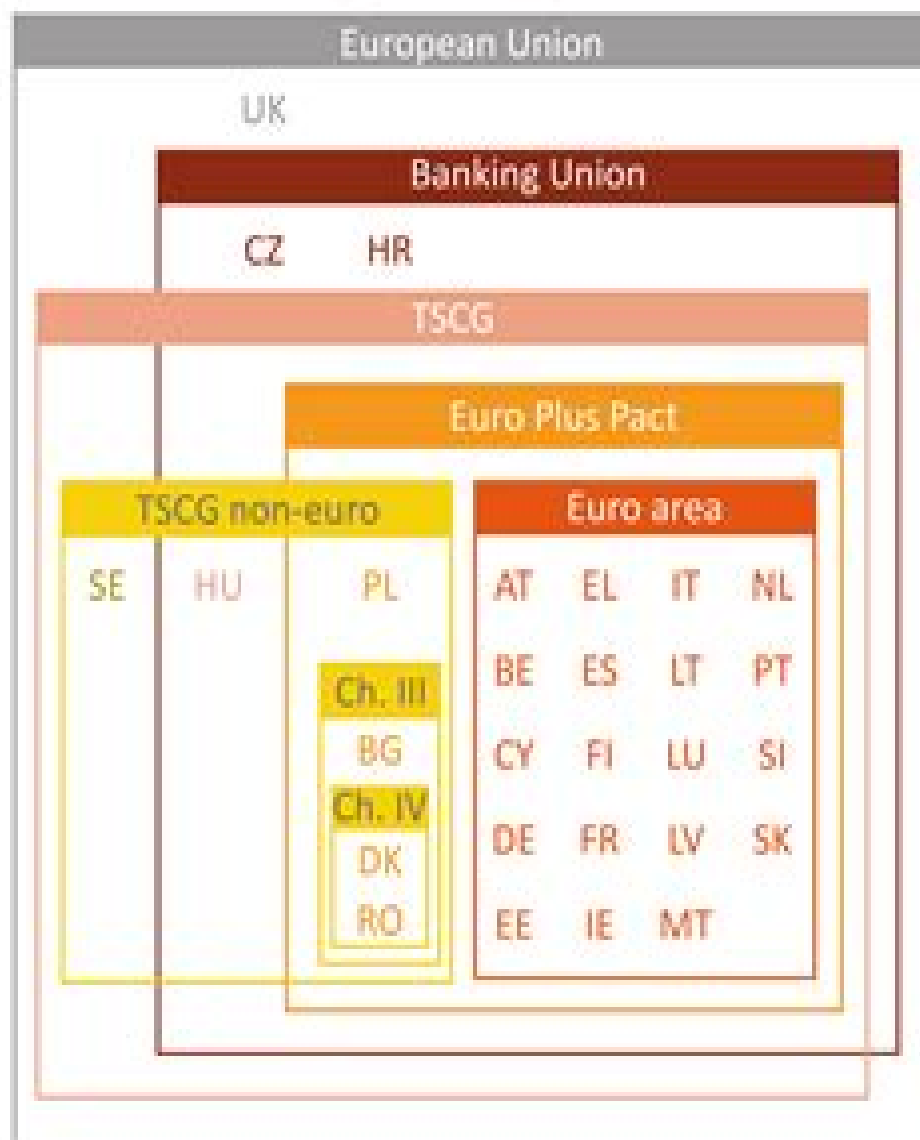 European Union
UK
Banking Union
CZ HR
TSCG
Euro Plus Pact
TSCG non-euro Euro area
SE HU PL AT EL IT NL
BE ES LT PT
Ch. III
BG CY FI LU SI
Ch. IV
DE FR LV SK
DK
RO EE IE MT